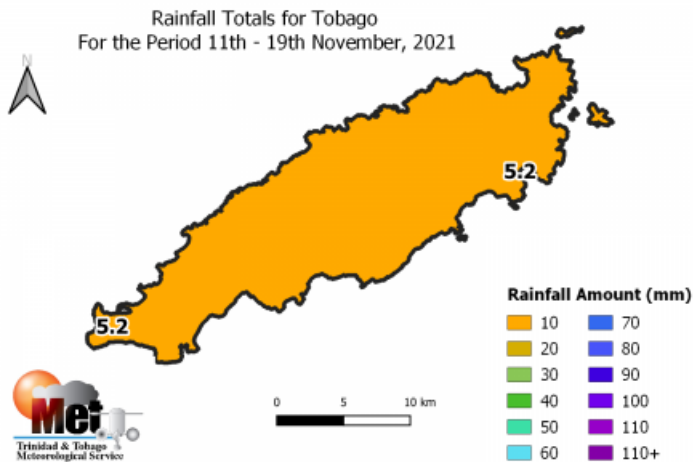 Rainfall Totals for Tobago
For the Period 11th - 19th November, 2021
N
5.2
5.2
Rainfall Amount (mm)
10 70
20 80
30 90
40 100
50 110
60 110+
0 5 10 km
Met
Trinidad & Tobago
Meteorological Service